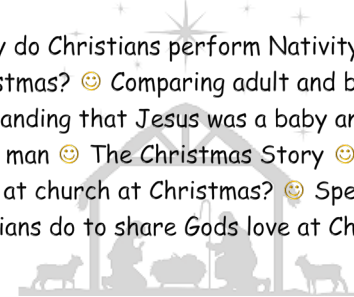 y do Christians perform Nativity
stmas? ☺ Comparing adult and b
anding that Jesus was a baby an
man ☺ The Christmas Story ☺
at church at Christmas? ☺ Spe
ians do to share Gods love at Ch